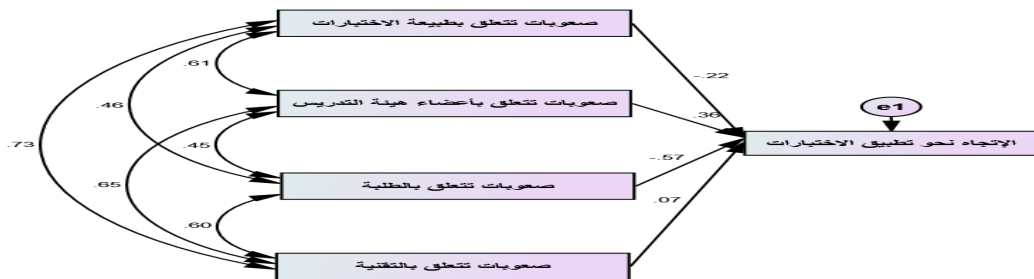 صعوبات تتعلق بطبيعة الاختبارات
.61
-.22
صعوبات تتعلق بأعضاء هيئة التدريس
.46
.36
e1
.73
.45
الإتجاه نحو تطبيق الاختبارات
-.57
.65
صعوبات تتعلق بالطلبة
.07
.60
صعوبات تتعلق بالتقنية